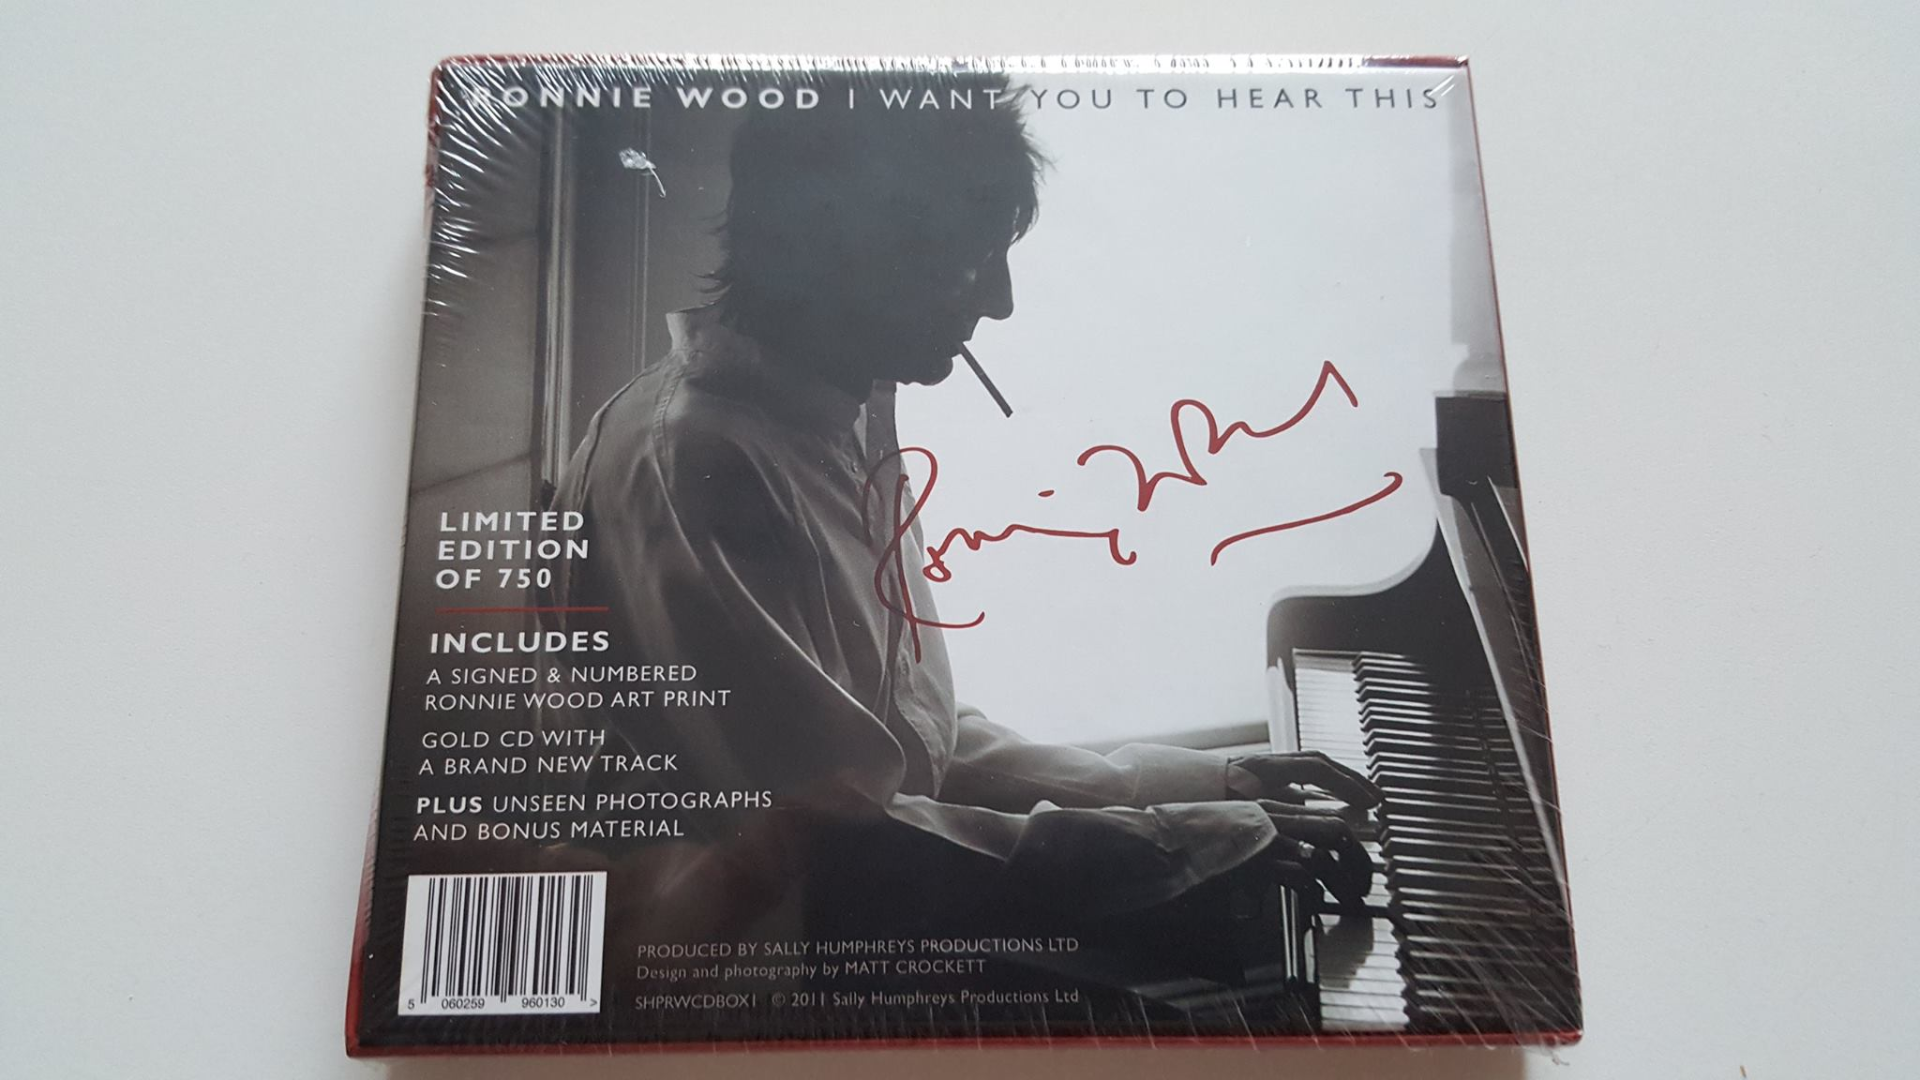 RONNIE WOOD I WANT YOU TO HEAR THIS
Ronnie Wood
LIMITED
EDITION
OF 750
INCLUDES
A SIGNED & NUMBERED
RONNIE WOOD ART PRINT
GOLD CD WITH
A BRAND NEW TRACK
PLUS UNSEEN PHOTOGRAPHS
AND BONUS MATERIAL
5 060259 960130 >
PRODUCED BY SALLY HUMPHREYS PRODUCTIONS LTD
Design and photography by MATT CROCKETT
SHPRWCDBOX1 © 2011 Sally Humphreys Productions Ltd